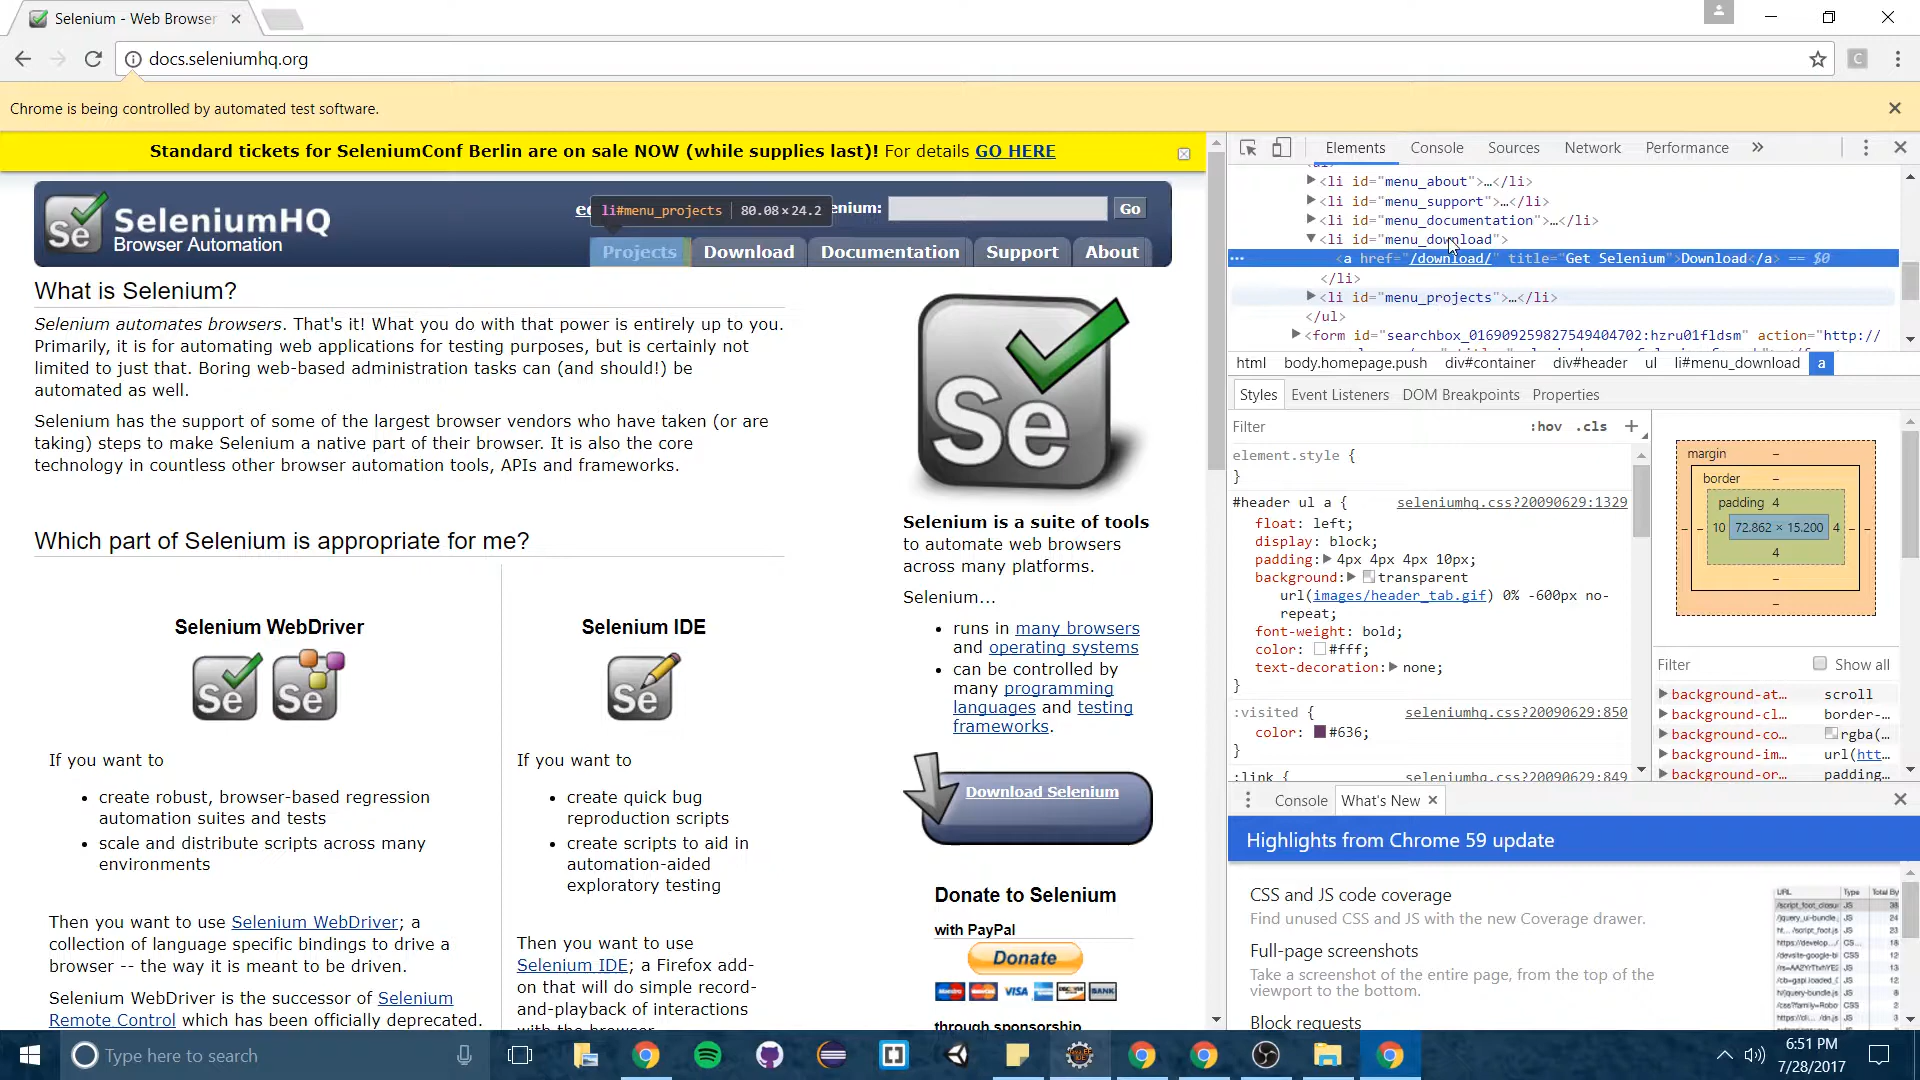 Selenium - Web Browser
docs.seleniumhq.org
C
Chrome is being controlled by automated test software.
Standard tickets for SeleniumConf Berlin are on sale NOW (while supplies last)! For details GO HERE
Se
SeleniumHQ
Browser Automation
li#menu_projects 80.08×24.2
enium:
Go
Projects
Download
Documentation
Support
About
What is Selenium?
Selenium automates browsers. That's it! What you do with that power is entirely up to you.
Primarily, it is for automating web applications for testing purposes, but is certainly not
limited to just that. Boring web-based administration tasks can (and should!) be
automated as well.
Selenium has the support of some of the largest browser vendors who have taken (or are
taking) steps to make Selenium a native part of their browser. It is also the core
technology in countless other browser automation tools, APIs and frameworks.
Which part of Selenium is appropriate for me?
Selenium WebDriver
Se
Se
If you want to
create robust, browser-based regression
automation suites and tests
scale and distribute scripts across many
environments
Then you want to use Selenium WebDriver; a
collection of language specific bindings to drive a
browser -- the way it is meant to be driven.
Selenium WebDriver is the successor of Selenium
Remote Control which has been officially deprecated.
Selenium IDE
Se
If you want to
create quick bug
reproduction scripts
create scripts to aid in
automation-aided
exploratory testing
Then you want to use
Selenium IDE; a Firefox add-
on that will do simple record-
and-playback of interactions
with the browser
Se
Selenium is a suite of tools
to automate web browsers
across many platforms.
Selenium...
runs in many browsers
and operating systems
can be controlled by
many programming
languages and testing
frameworks.
Download Selenium
Donate to Selenium
with PayPal
Donate
VISA
BANK
through sponsorship
Elements
Console
Sources
Network
Performance
»
<li id="menu_about">…</li>
<li id="menu_support">…</li>
<li id="menu_documentation">…</li>
<li id="menu_download">
<a href="/download/" title="Get Selenium">Download</a> == $0
</li>
<li id="menu_projects">…</li>
</ul>
<form id="searchbox_016909259827549404702:hzru01fldsm" action="http://
html
body.homepage.push
div#container
div#header
ul
li#menu_download
a
Styles
Event Listeners
DOM Breakpoints
Properties
Filter
:hov
.cls
+
element.style {
}
#header ul a {
seleniumhq.css?20090629:1329
float: left;
display: block;
padding: 4px 4px 4px 10px;
background: transparent
url(images/header_tab.gif) 0% -600px no-
repeat;
font-weight: bold;
color: #fff;
text-decoration: none;
}
:visited {
seleniumhq.css?20090629:850
color: #636;
}
:link {
seleniumhq.css?20090629:849
margin –
border –
padding 4
– – 10 72.862 × 15.200 4 – –
4
–
–
Filter
Show all
background-at… scroll
background-cl… border-…
background-co… rgba(…
background-im… url(htt…
background-or… padding…
Console
What's New
Highlights from Chrome 59 update
CSS and JS code coverage
Find unused CSS and JS with the new Coverage drawer.
Full-page screenshots
Take a screenshot of the entire page, from the top of the
viewport to the bottom.
Block requests
URL Type Total By
Type here to search
6:51 PM
7/28/2017